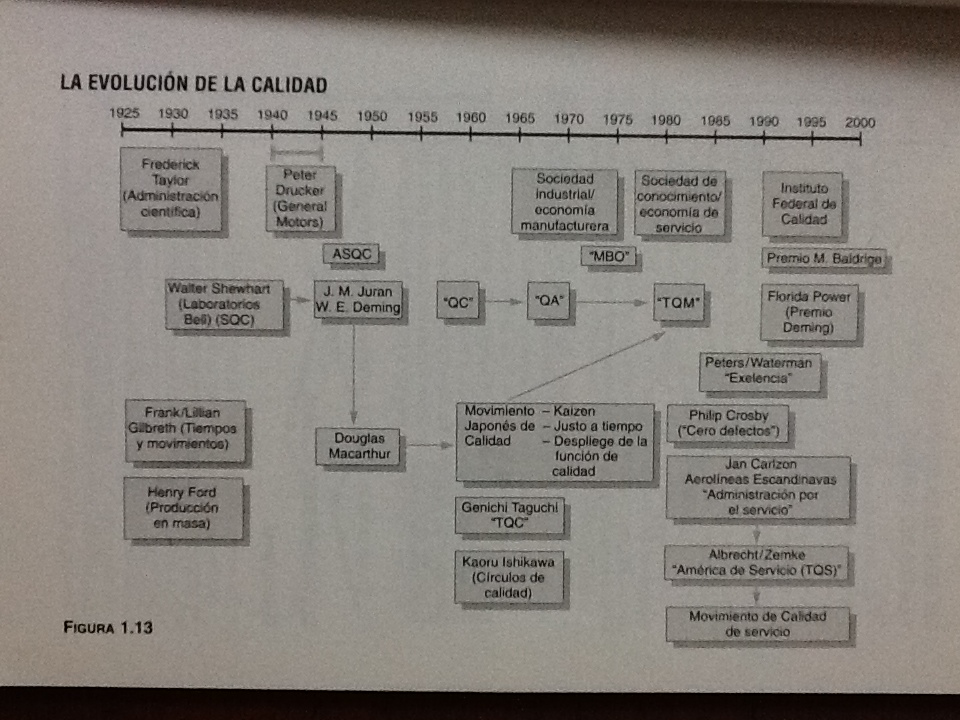 LA EVOLUCIÓN DE LA CALIDAD
1925 1930 1935 1940 1945 1950 1955 1960 1965 1970 1975 1980 1985 1990 1995 2000
Frederick
Taylor
(Administración
científica)
Peter
Drucker
(General
Motors)
Sociedad
industrial/
economía
manufacturera
Sociedad de
conocimiento/
economía de
servicio
Instituto
Federal de
Calidad
ASQC
"MBO"
Premio M. Baldrige
Walter Shewhart
(Laboratorios
Bell) (SQC)
J. M. Juran
W. E. Deming
"QC"
"QA"
"TQM"
Florida Power
(Premio
Deming)
Peters/Waterman
"Exelencia"
Frank/Lillian
Gilbreth (Tiempos
y movimientos)
Douglas
Macarthur
Movimiento – Kaizen
Japonés de – Justo a tiempo
Calidad – Despliege de la
función de
calidad
Philip Crosby
("Cero defectos")
Jan Carlzon
Aerolíneas Escandinavas
"Administración por
el servicio"
Henry Ford
(Producción
en masa)
Genichi Taguchi
"TQC"
Kaoru Ishikawa
(Círculos de
calidad)
Albrecht/Zemke
"América de Servicio (TQS)"
Movimiento de Calidad
de servicio
FIGURA 1.13